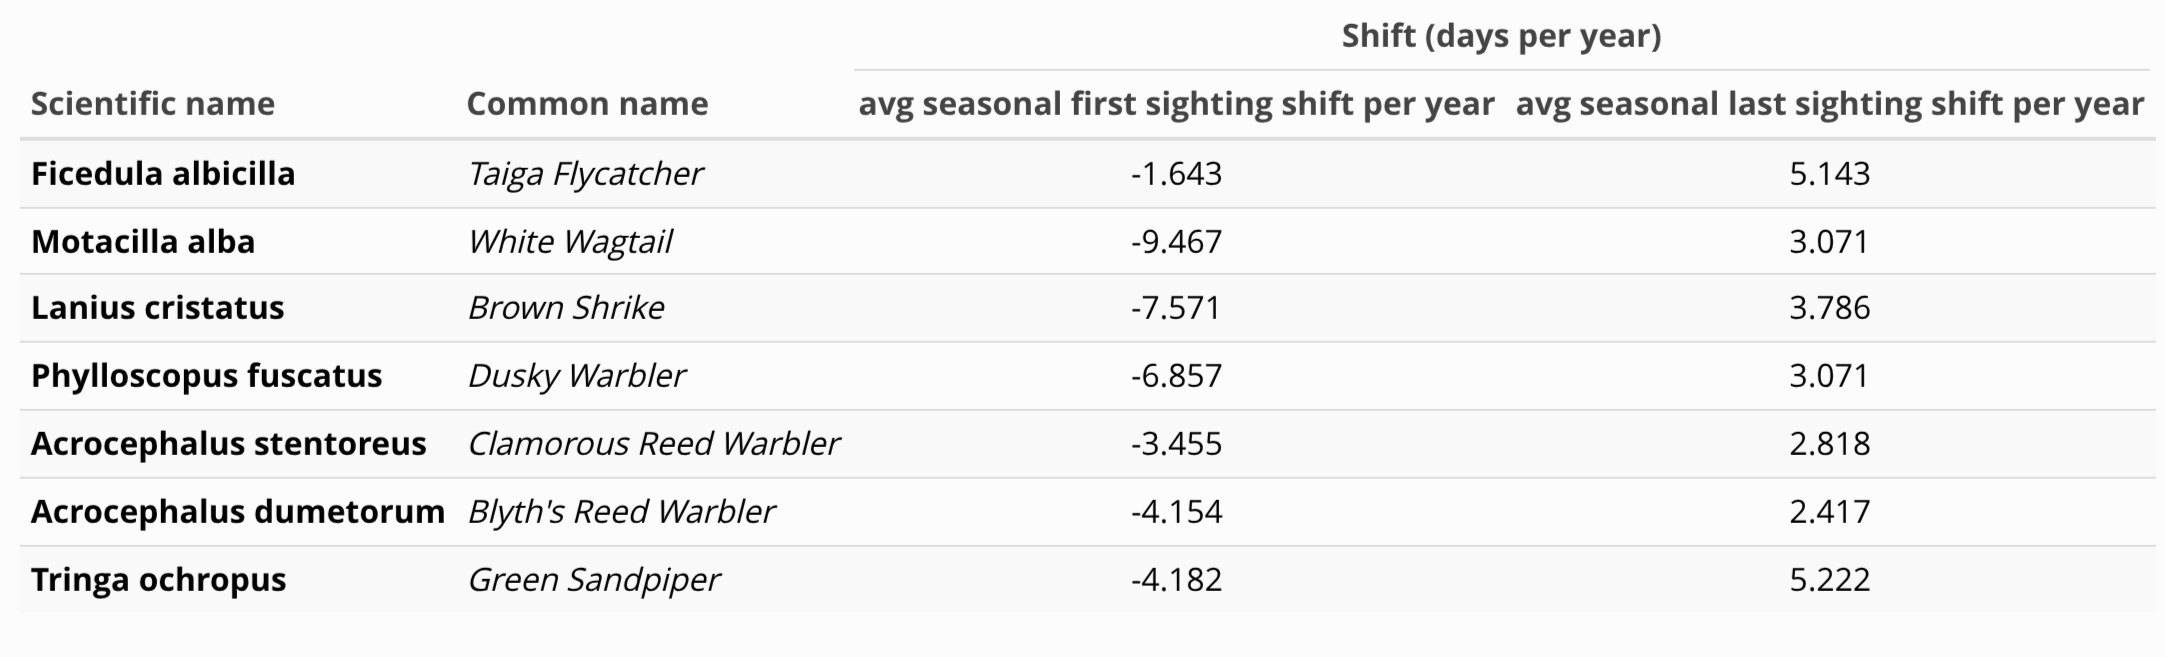 Shift (days per year)
Scientific name Common name avg seasonal first sighting shift per year avg seasonal last sighting shift per year
Ficedula albicilla Taiga Flycatcher -1.643 5.143
Motacilla alba White Wagtail -9.467 3.071
Lanius cristatus Brown Shrike -7.571 3.786
Phylloscopus fuscatus Dusky Warbler -6.857 3.071
Acrocephalus stentoreus Clamorous Reed Warbler -3.455 2.818
Acrocephalus dumetorum Blyth's Reed Warbler -4.154 2.417
Tringa ochropus Green Sandpiper -4.182 5.222